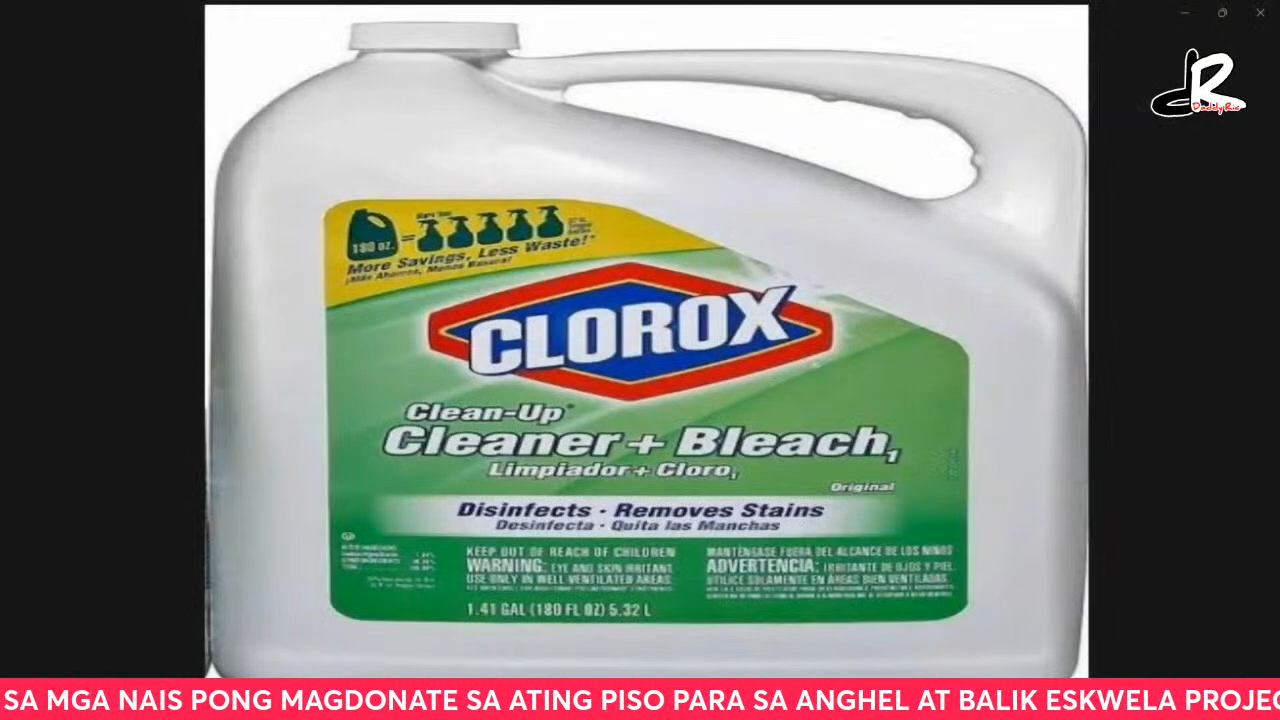 DaddyRic
180 oz.
=
More Savings, Less Waste!*
¡Más Ahorros, Menos Basura!
CLOROX
Clean-Up®
Cleaner + Bleach1
Limpiador + Cloro1
Original
Disinfects · Removes Stains
Desinfecta · Quita las Manchas
KEEP OUT OF REACH OF CHILDREN
WARNING: EYE AND SKIN IRRITANT.
USE ONLY IN WELL VENTILATED AREAS.
MANTÉNGASE FUERA DEL ALCANCE DE LOS NIÑOS
ADVERTENCIA: IRRITANTE DE OJOS Y PIEL.
UTILICE SOLAMENTE EN ÁREAS BIEN VENTILADAS.
1.41 GAL (180 FL OZ) 5.32 L
SA MGA NAIS PONG MAGDONATE SA ATING PISO PARA SA ANGHEL AT BALIK ESKWELA PROJEC